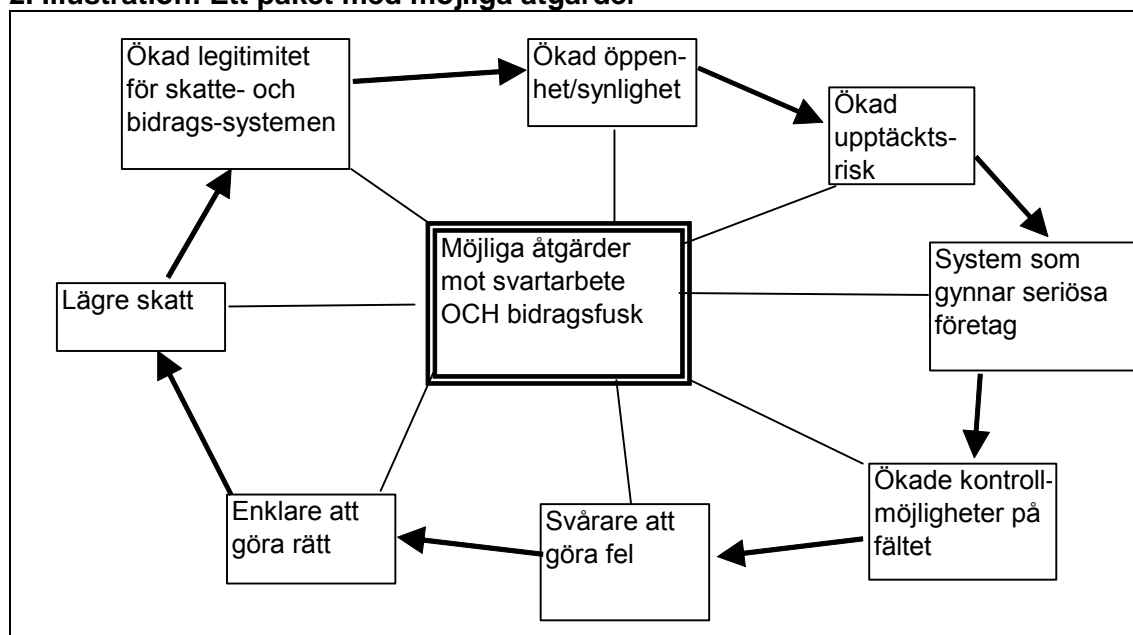 2. Illustration: Ett paket med möjliga åtgärder
Ökad legitimitet
för skatte- och
bidrags-systemen
Ökad öppen-
het/synlighet
Ökad
upptäckts-
risk
System som
gynnar seriösa
företag
Ökade kontroll-
möjligheter på
fältet
Svårare att
göra fel
Enklare att
göra rätt
Lägre skatt
Möjliga åtgärder
mot svartarbete
OCH bidragsfusk